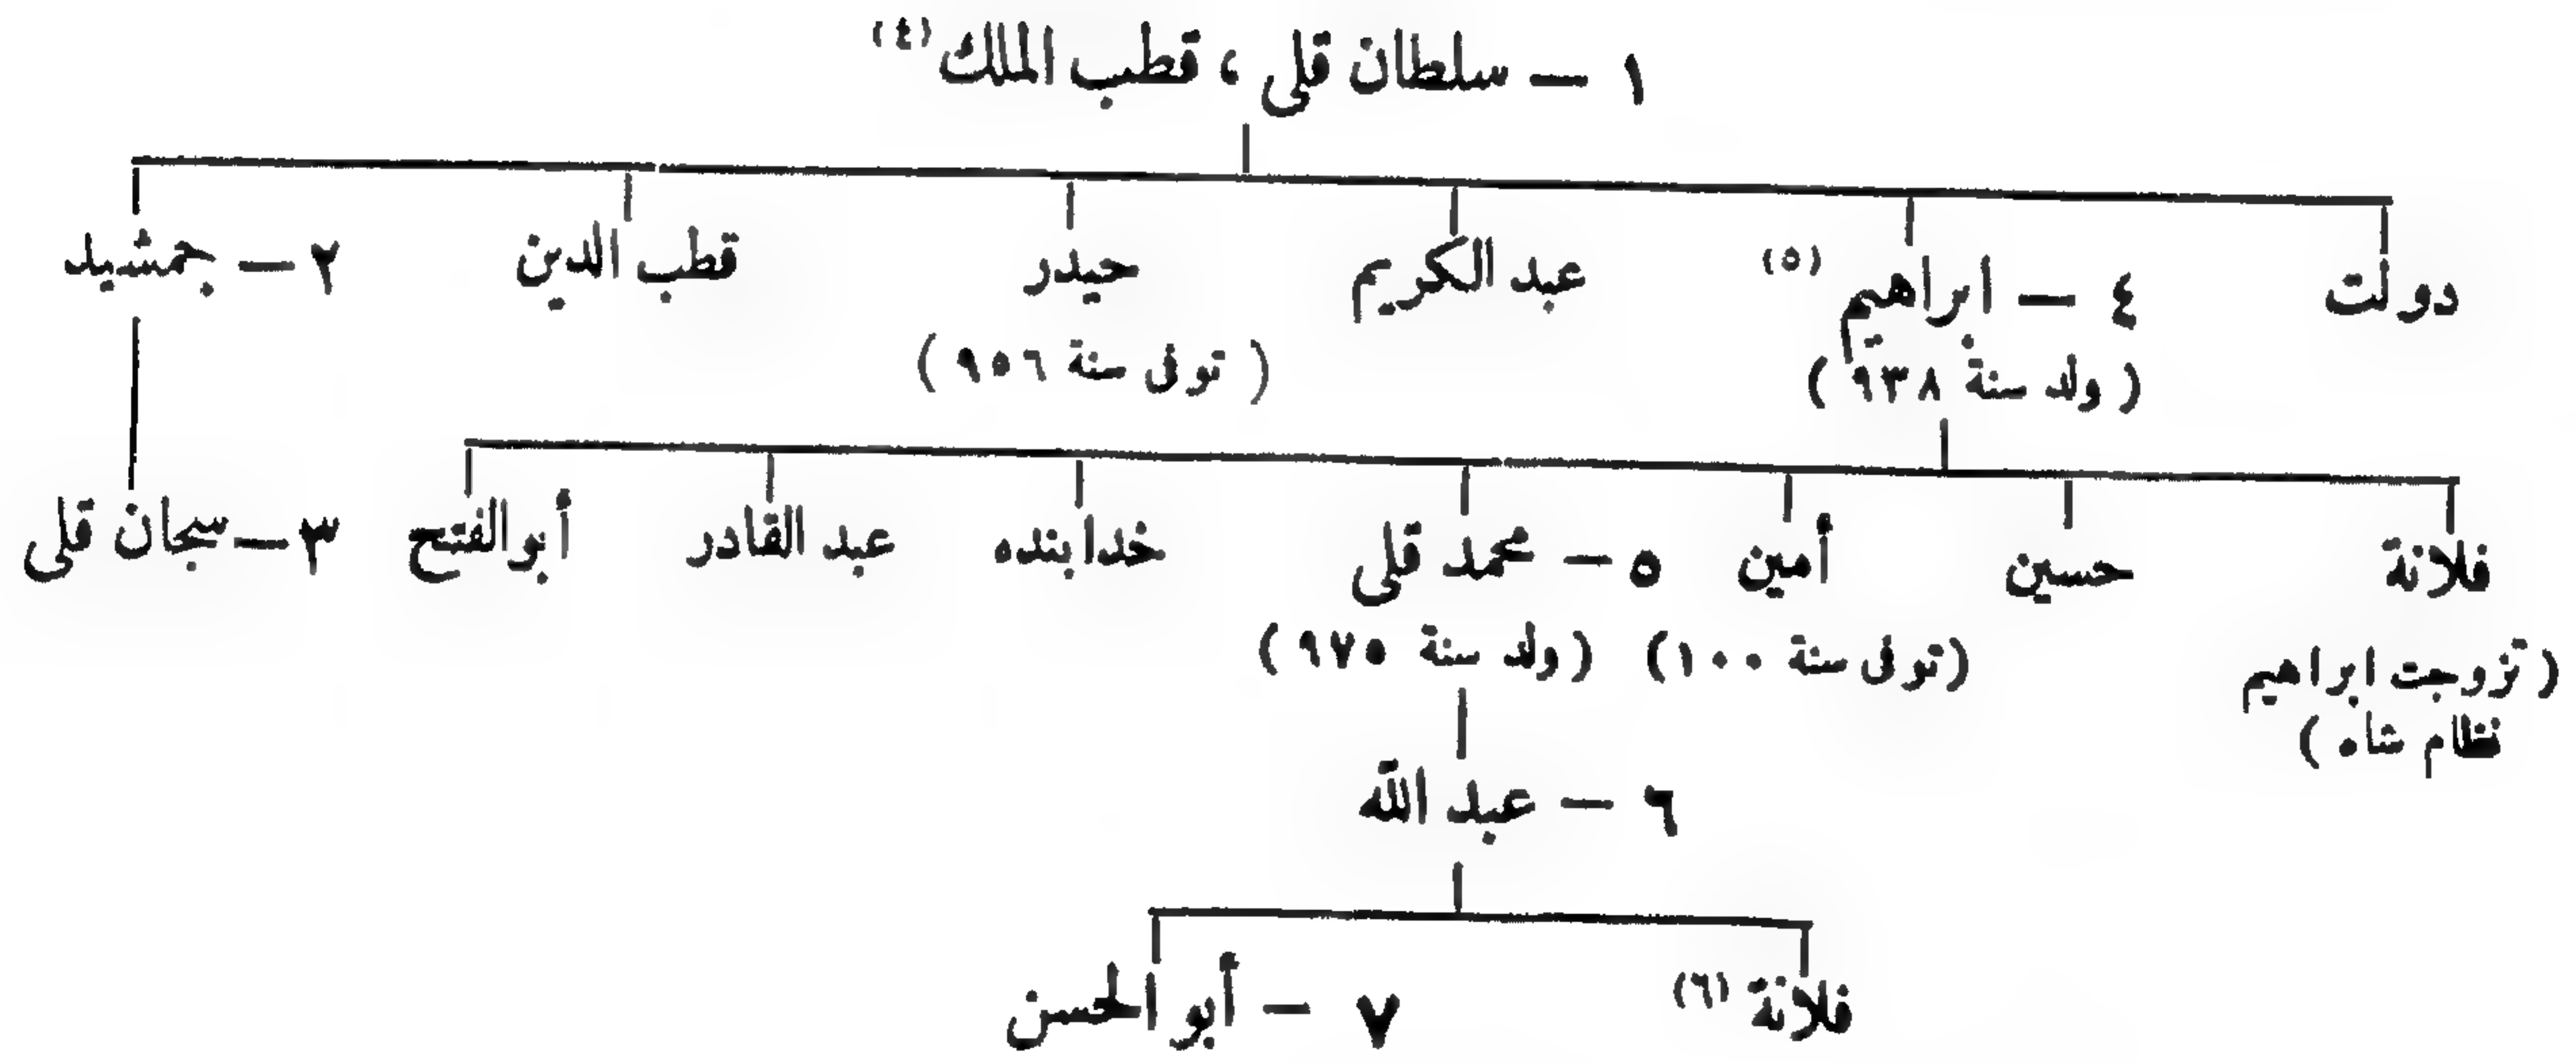 ١ — سلطان قلى ، قطب الملك (٤)
دولت
٤ — ابراهيم (٥)
(ولد سنة ٩٣٨)
عبد الكريم
حيدر
(توفى سنة ٩٥٦)
قطب الدين
٢ — جمشيد
فلانة
(تزوجت ابراهيم
نظام شاه)
حسين
أمين
(توفى سنة ١٠٠)
٥ — محمد قلى
(ولد سنة ٩٧٥)
خدابنده
عبد القادر
أبو الفتح
٣ — سجان قلى
٦ — عبد الله
فلانة (٦)
٧ — أبو الحسن